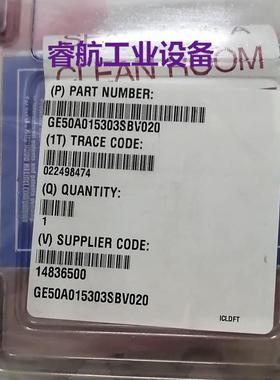 睿航工业设备
CLEAN ROOM
(P) PART NUMBER:
GE50A015303SBV020
(1T) TRACE CODE:
022498474
(Q) QUANTITY:
1
(V) SUPPLIER CODE:
14836500
GE50A015303SBV020
ICLDFT